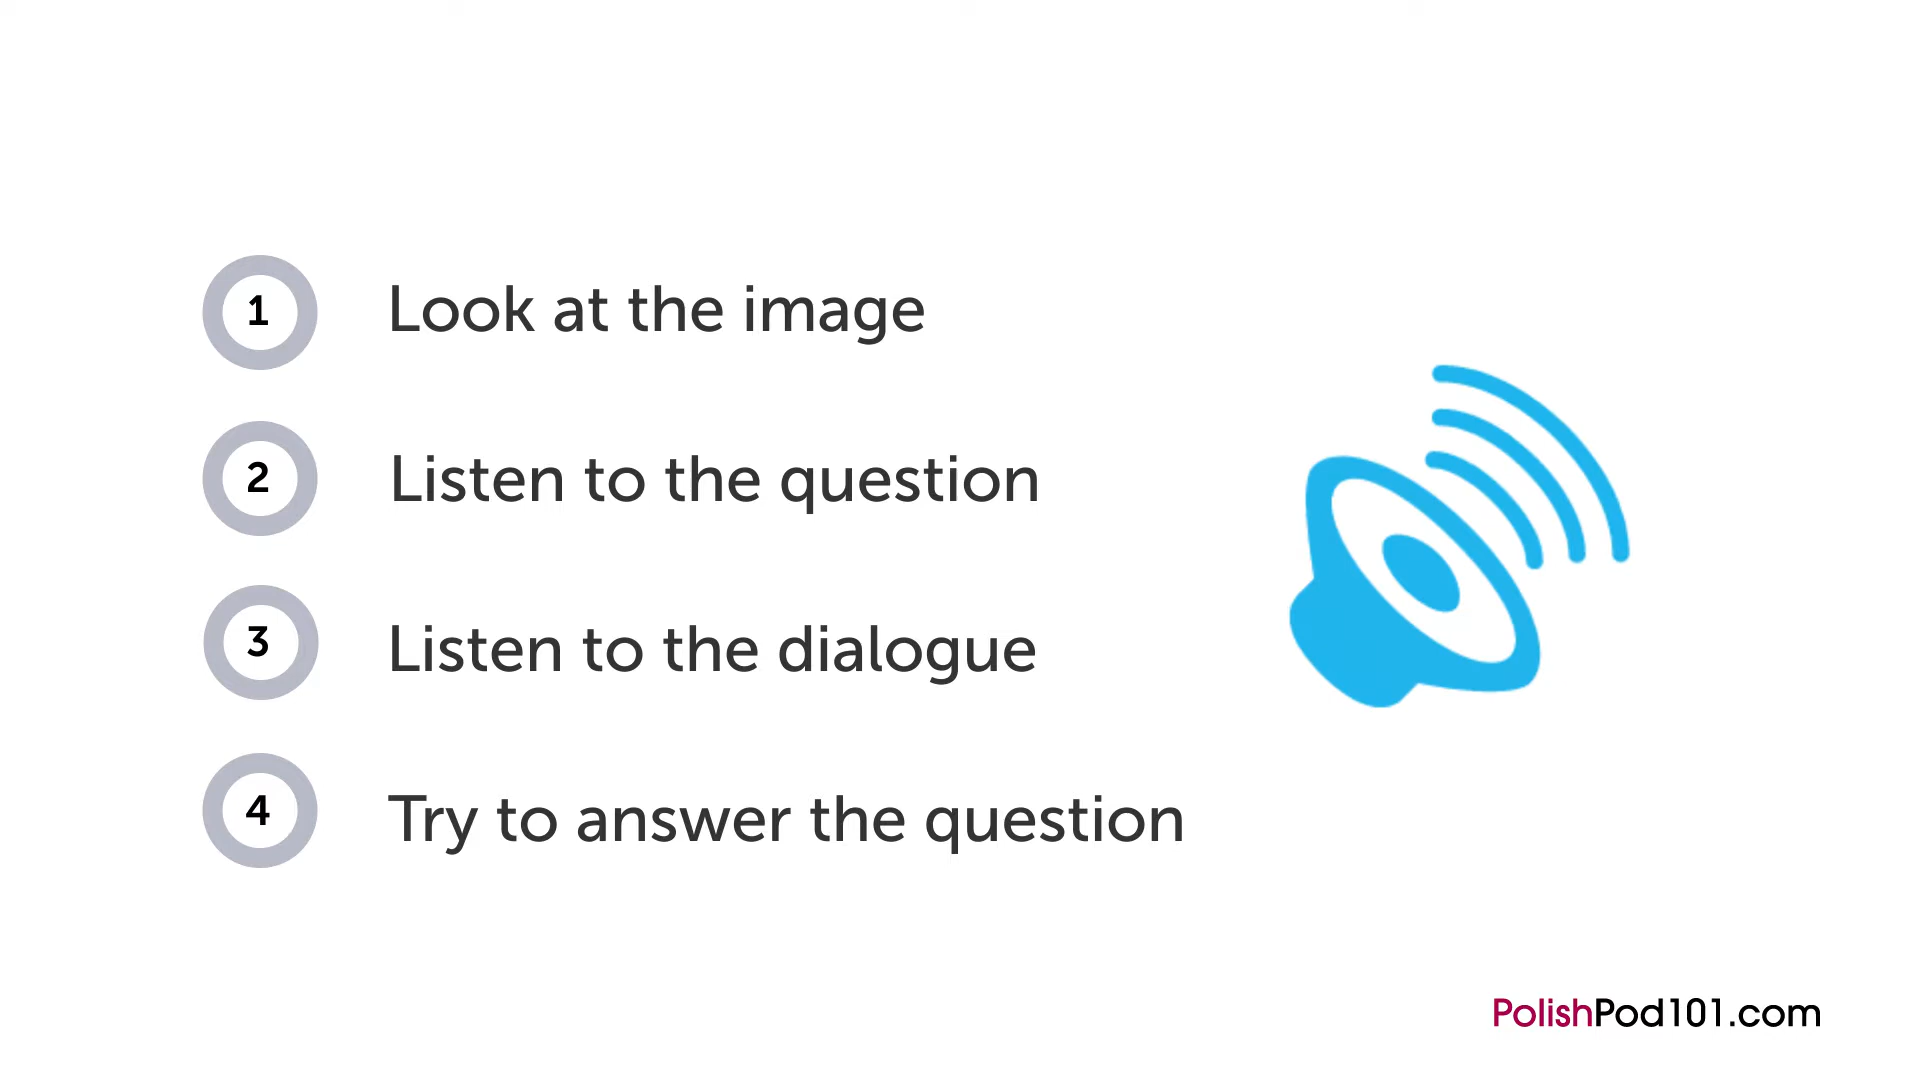 1 Look at the image
2 Listen to the question
3 Listen to the dialogue
4 Try to answer the question
PolishPod101.com